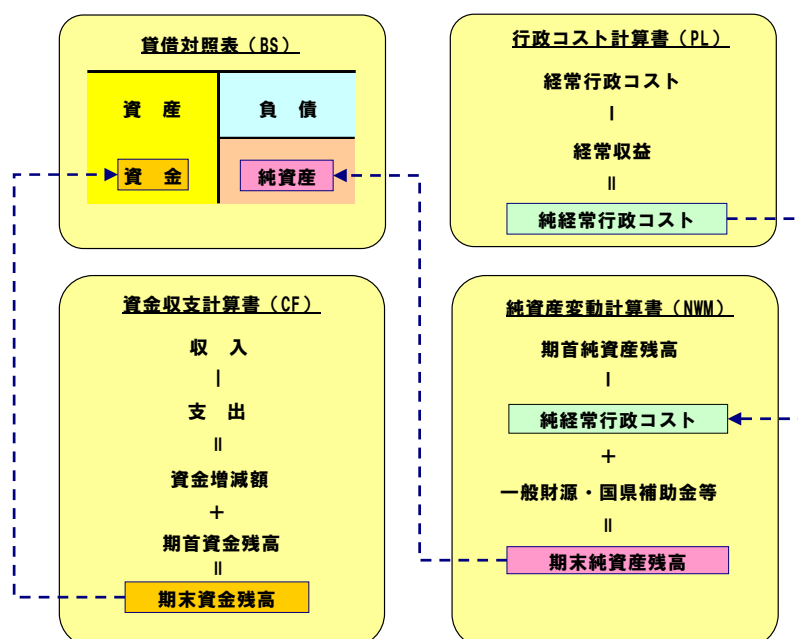 貸借対照表(BS)
資 産
負 債
資 金
純資産
行政コスト計算書(PL)
経常行政コスト
－
経常収益
＝
純経常行政コスト
資金収支計算書(CF)
収 入
－
支 出
＝
資金増減額
＋
期首資金残高
＝
期末資金残高
純資産変動計算書(NWM)
期首純資産残高
－
純経常行政コスト
＋
一般財源・国県補助金等
＝
期末純資産残高